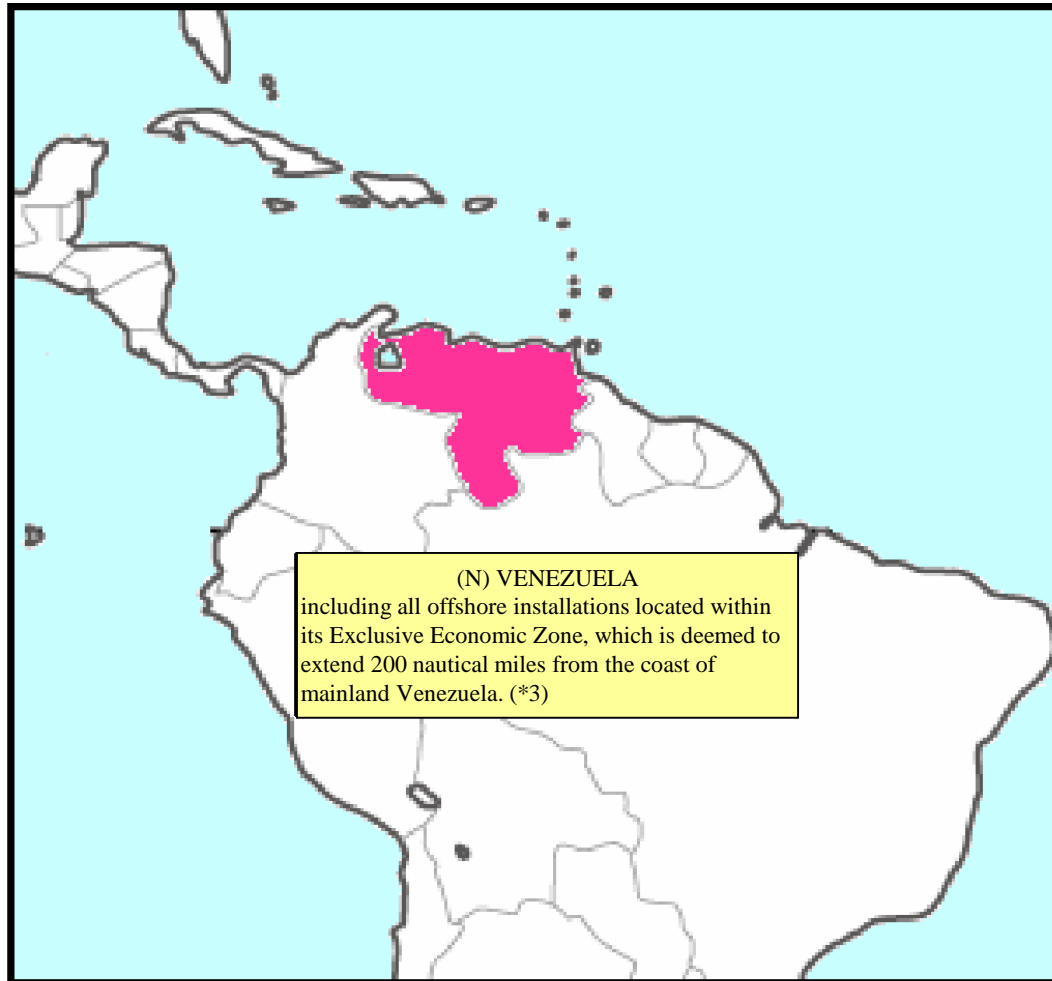 (N) VENEZUELA
including all offshore installations located within
its Exclusive Economic Zone, which is deemed to
extend 200 nautical miles from the coast of
mainland Venezuela. (*3)